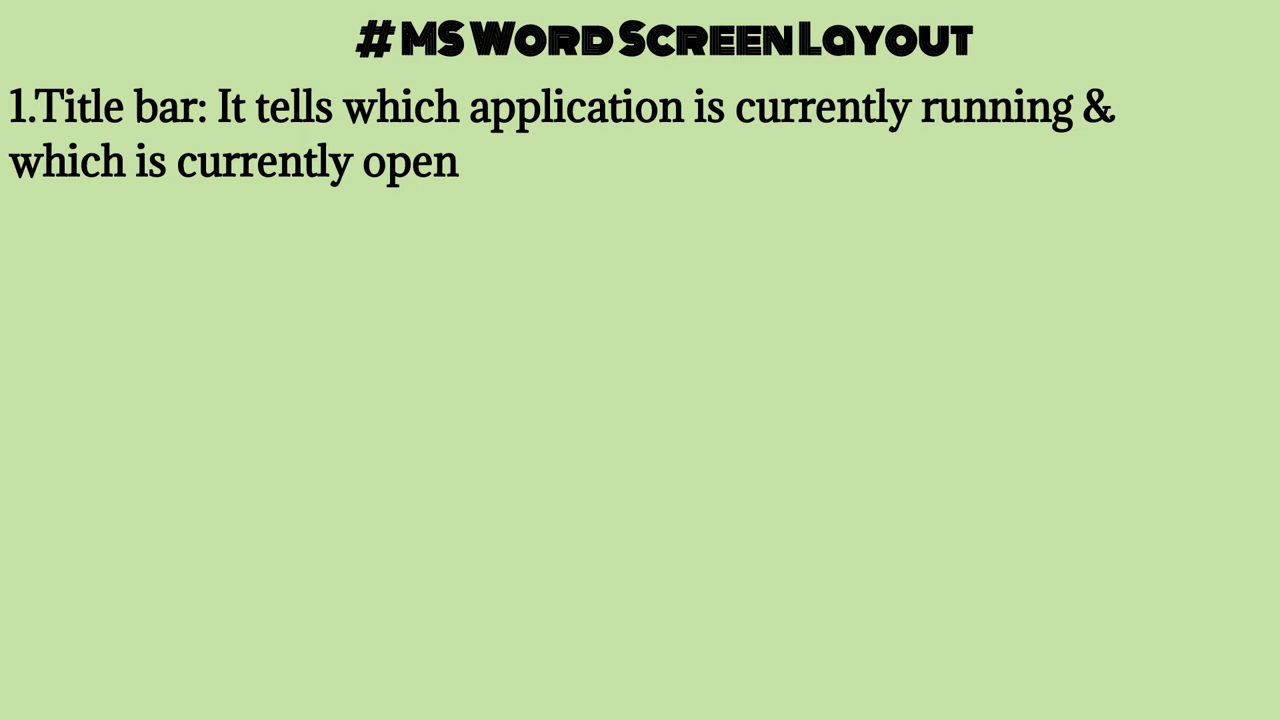 # MS Word Screen Layout
1.Title bar: It tells which application is currently running &
which is currently open